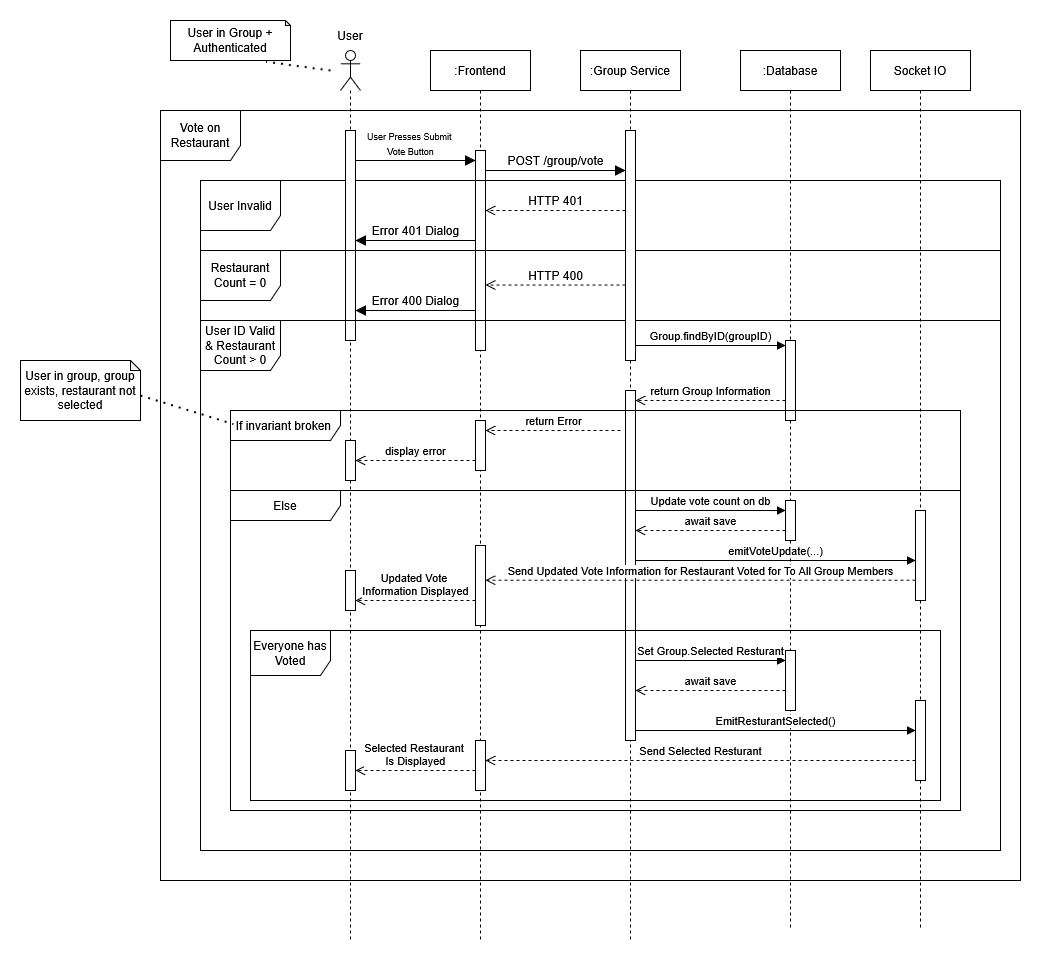 User in Group +
Authenticated
User
:Frontend
:Group Service
:Database
Socket IO
Vote on
Restaurant
User Presses Submit
Vote Button
POST /group/vote
User Invalid
HTTP 401
Error 401 Dialog
Restaurant
Count = 0
HTTP 400
Error 400 Dialog
User ID Valid
& Restaurant
Count > 0
Group.findByID(groupID)
return Group Information
User in group, group
exists, restaurant not
selected
If invariant broken
return Error
display error
Else
Update vote count on db
await save
emitVoteUpdate(...)
Send Updated Vote Information for Restaurant Voted for To All Group Members
Updated Vote
Information Displayed
Everyone has
Voted
Set Group.Selected Resturant
await save
EmitResturantSelected()
Send Selected Resturant
Selected Restaurant
Is Displayed